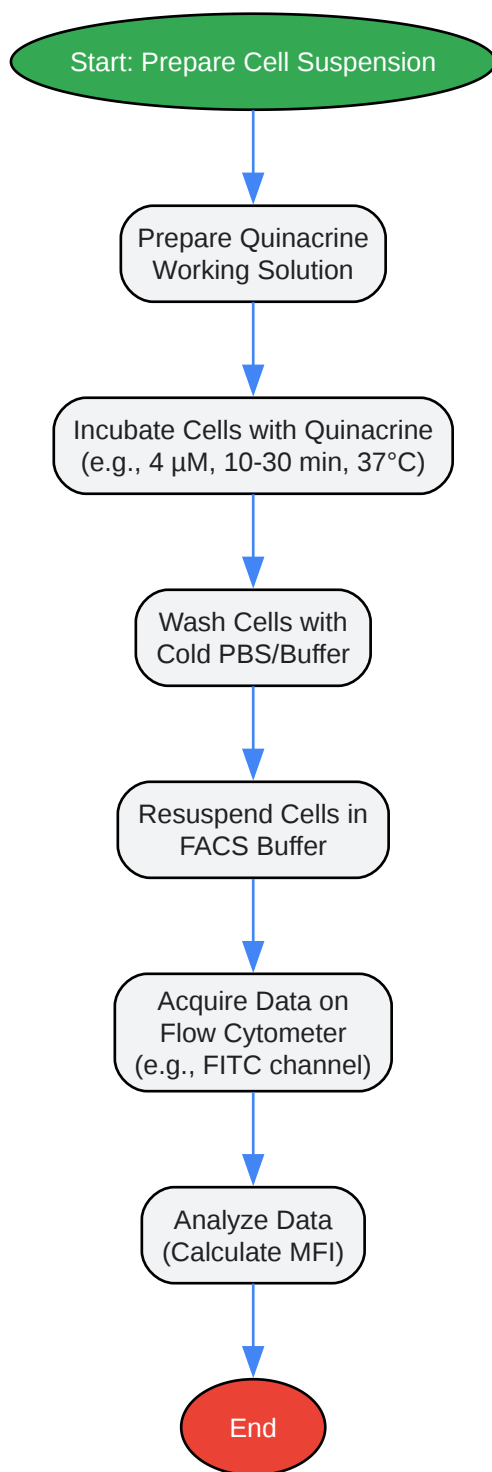 Start: Prepare Cell Suspension
Prepare Quinacrine
Working Solution
Incubate Cells with Quinacrine
(e.g., 4 µM, 10-30 min, 37°C)
Wash Cells with
Cold PBS/Buffer
Resuspend Cells in
FACS Buffer
Acquire Data on
Flow Cytometer
(e.g., FITC channel)
Analyze Data
(Calculate MFI)
End